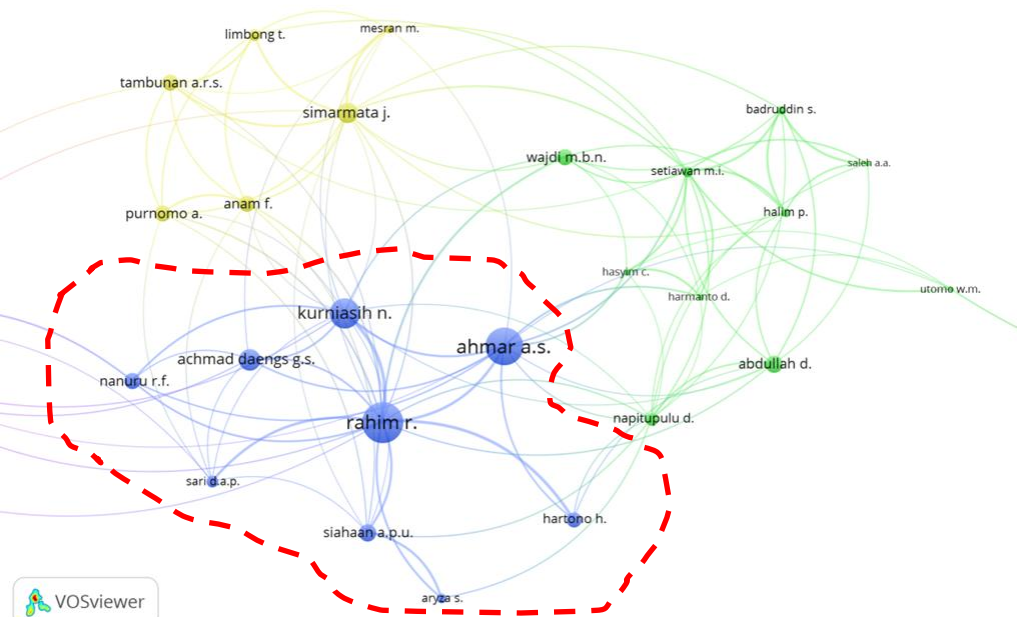 limbong t.
mesran m.
tambunan a.r.s.
simarmata j.
badruddin s.
wajdi m.b.n.
setiawan m.i.
saleh a.a.
anam f.
purnomo a.
halim p.
hasyim c.
harmanto d.
utomo w.m.
kurniasih n.
ahmar a.s.
achmad daengs g.s.
nanuru r.f.
abdullah d.
rahim r.
napitupulu d.
sari d.a.p.
siahaan a.p.u.
hartono h.
aryza s.
VOSviewer